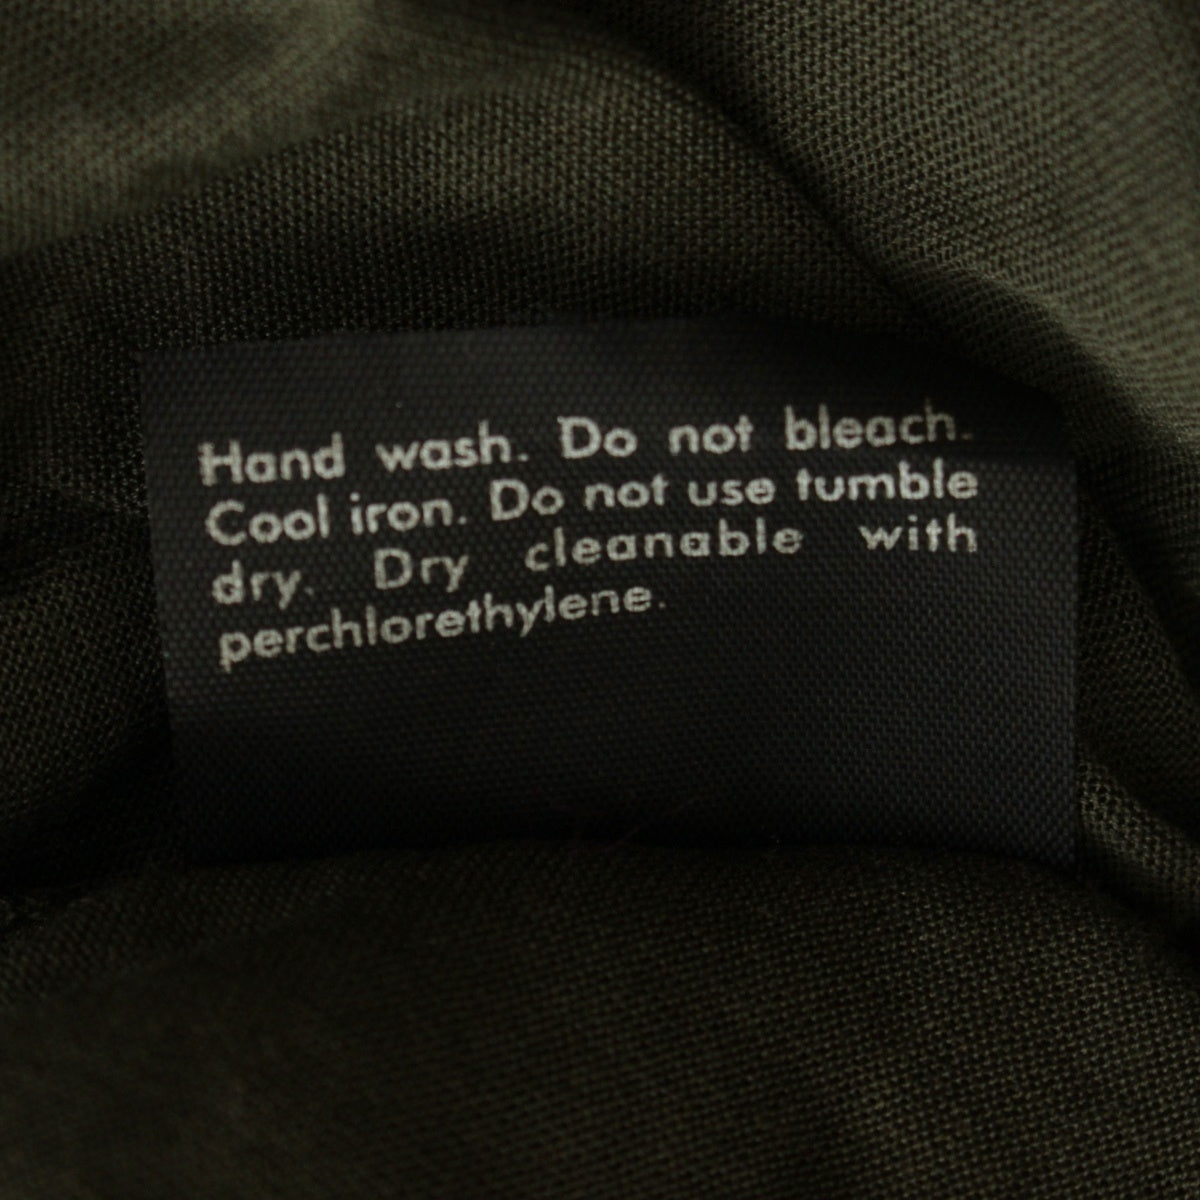 Hand wash. Do not bleach.
Cool iron. Do not use tumble
dry. Dry cleanable with
perchlorethylene.